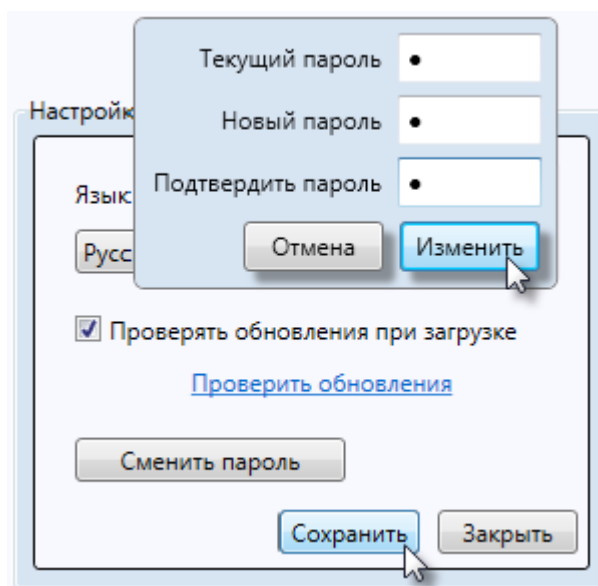 Текущий пароль
Новый пароль
Подтвердить пароль
Отмена Изменить
Настройк
Язык
Русс
Проверять обновления при загрузке
Проверить обновления
Сменить пароль
Сохранить Закрыть